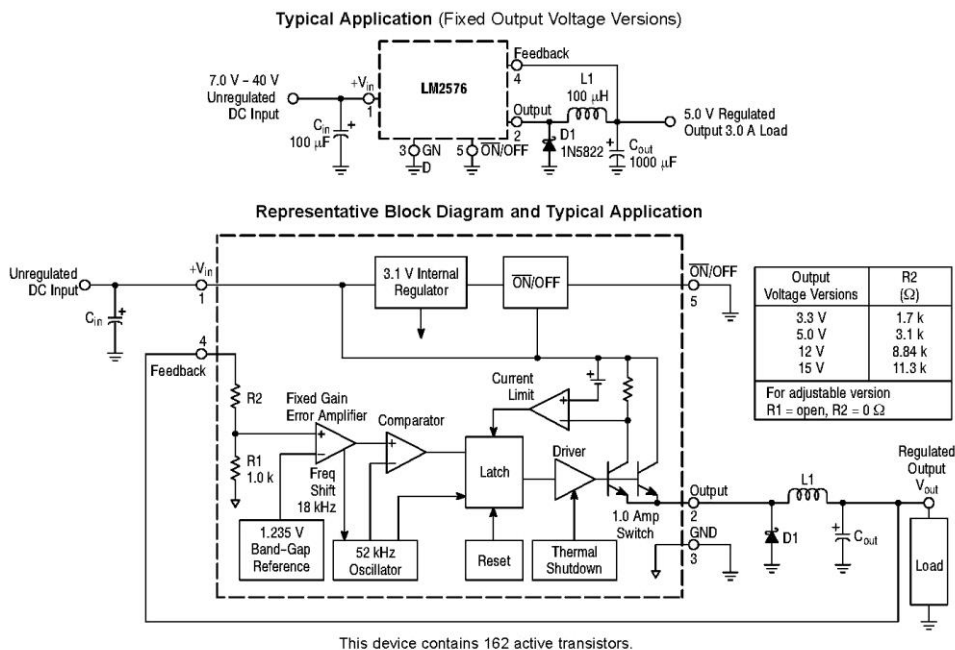 Typical Application (Fixed Output Voltage Versions)
Feedback
4
7.0 V – 40 V
Unregulated
DC Input
+Vin
1
LM2576
L1
100 μH
Output
2
5.0 V Regulated
Output 3.0 A Load
Cin
100 μF
+
3
GN
D
5
ON/OFF
D1
1N5822
+
Cout
1000 μF
Representative Block Diagram and Typical Application
Unregulated
DC Input
+Vin
1
Cin
+
3.1 V Internal
Regulator
ON/OFF
ON/OFF
5
Output
Voltage Versions
R2
(Ω)
3.3 V
1.7 k
5.0 V
3.1 k
12 V
8.84 k
15 V
11.3 k
For adjustable version
R1 = open, R2 = 0 Ω
4
Feedback
R2
Fixed Gain
Error Amplifier
Comparator
Current
Limit
+
+
–
+
–
+
–
R1
1.0 k
Freq
Shift
18 kHz
Latch
Driver
1.0 Amp
Switch
Output
2
GND
3
L1
D1
+
Cout
Regulated
Output
Vout
Load
1.235 V
Band–Gap
Reference
52 kHz
Oscillator
Reset
Thermal
Shutdown
This device contains 162 active transistors.